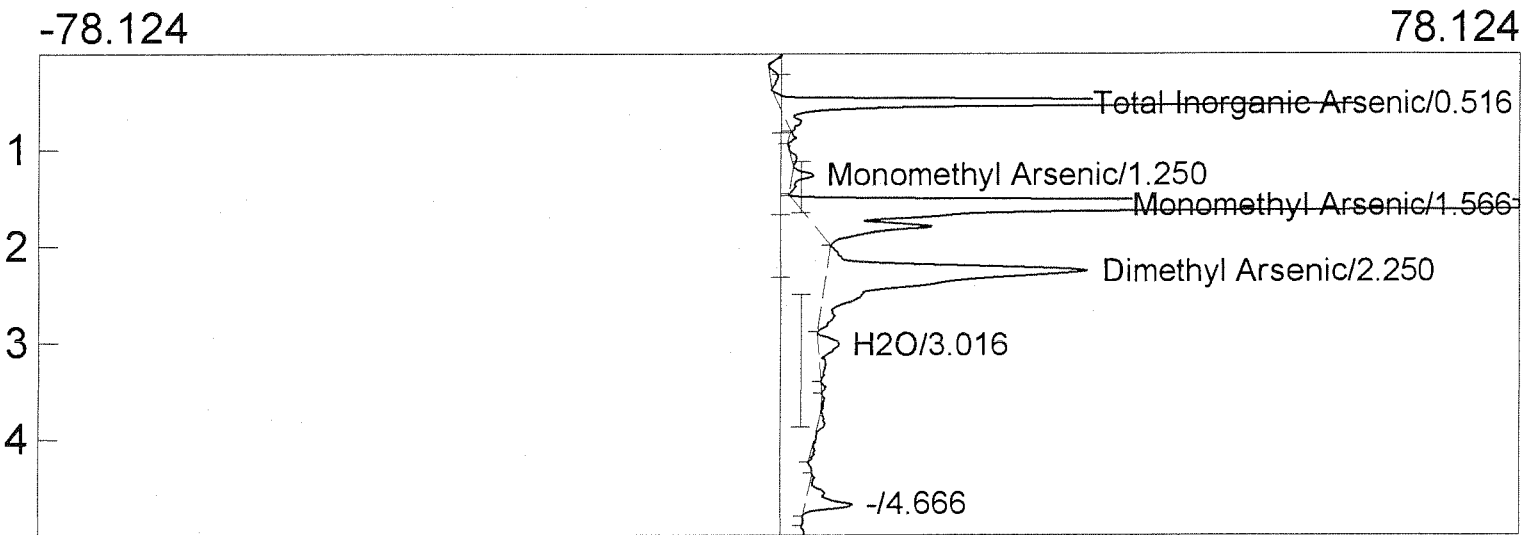 -78.124 78.124
Total Inorganic Arsenic/0.516
1
Monomethyl Arsenic/1.250
Monomethyl Arsenic/1.566
2
Dimethyl Arsenic/2.250
3
H2O/3.016
4
-/4.666